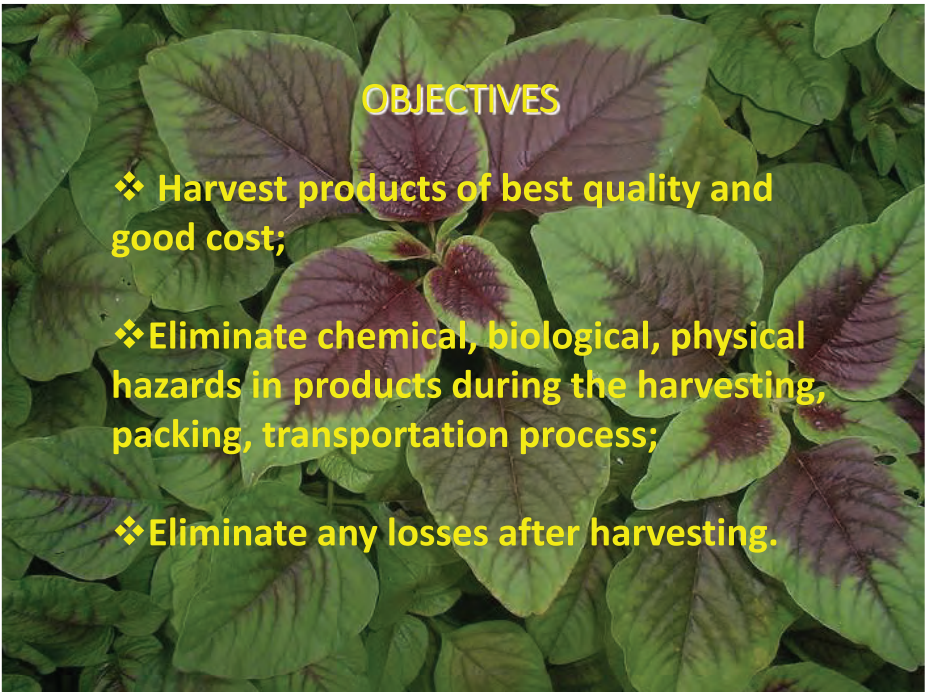 OBJECTIVES
❖ Harvest products of best quality and
good cost;
❖Eliminate chemical, biological, physical
hazards in products during the harvesting,
packing, transportation process;
❖Eliminate any losses after harvesting.